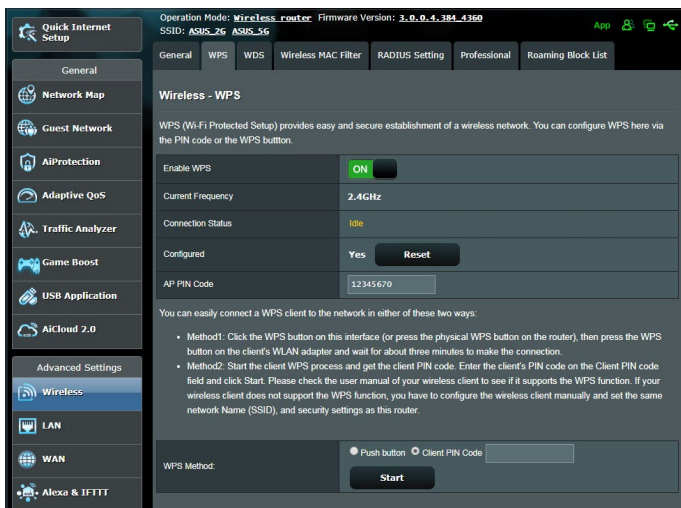 Quick Internet
Setup
General
Network Map
Guest Network
AiProtection
Adaptive QoS
Traffic Analyzer
Game Boost
USB Application
AiCloud 2.0
Advanced Settings
Wireless
LAN
WAN
Alexa & IFTTT
Operation Mode: Wireless router Firmware Version: 3.0.0.4.384_4360
SSID: ASUS_2G ASUS_5G
App
General WPS WDS Wireless MAC Filter RADIUS Setting Professional Roaming Block List
Wireless - WPS
WPS (Wi-Fi Protected Setup) provides easy and secure establishment of a wireless network. You can configure WPS here via
the PIN code or the WPS buttton.
Enable WPS ON
Current Frequency 2.4GHz
Connection Status Idle
Configured Yes Reset
AP PIN Code 12345670
You can easily connect a WPS client to the network in either of these two ways:
• Method1: Click the WPS button on this interface (or press the physical WPS button on the router), then press the WPS
button on the client's WLAN adapter and wait for about three minutes to make the connection.
• Method2: Start the client WPS process and get the client PIN code. Enter the client's PIN code on the Client PIN code
field and click Start. Please check the user manual of your wireless client to see if it supports the WPS function. If your
wireless client does not support the WPS function, you have to configure the wireless client manually and set the same
network Name (SSID), and security settings as this router.
WPS Method: Push button Client PIN Code
Start